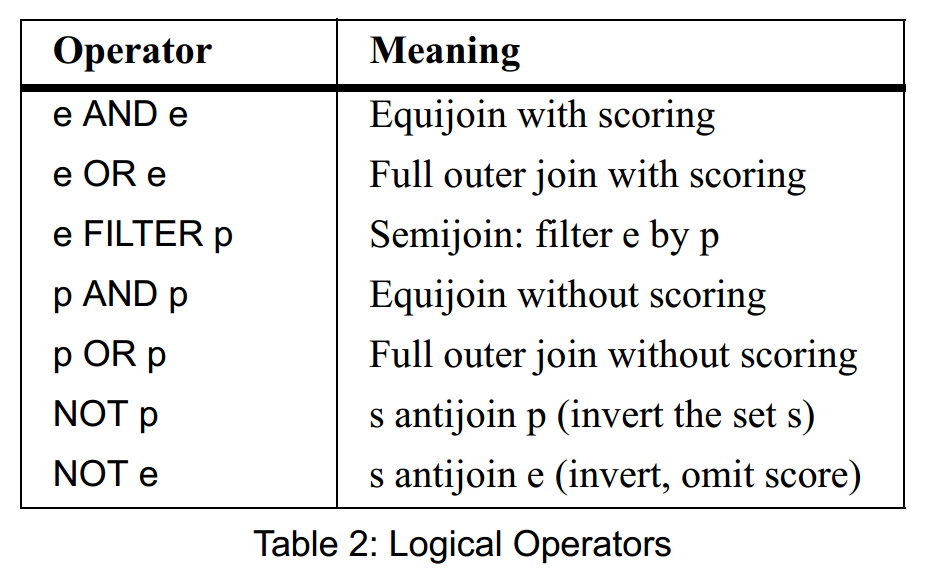 Operator Meaning
e AND e Equijoin with scoring
e OR e Full outer join with scoring
e FILTER p Semijoin: filter e by p
p AND p Equijoin without scoring
p OR p Full outer join without scoring
NOT p s antijoin p (invert the set s)
NOT e s antijoin e (invert, omit score)
Table 2: Logical Operators